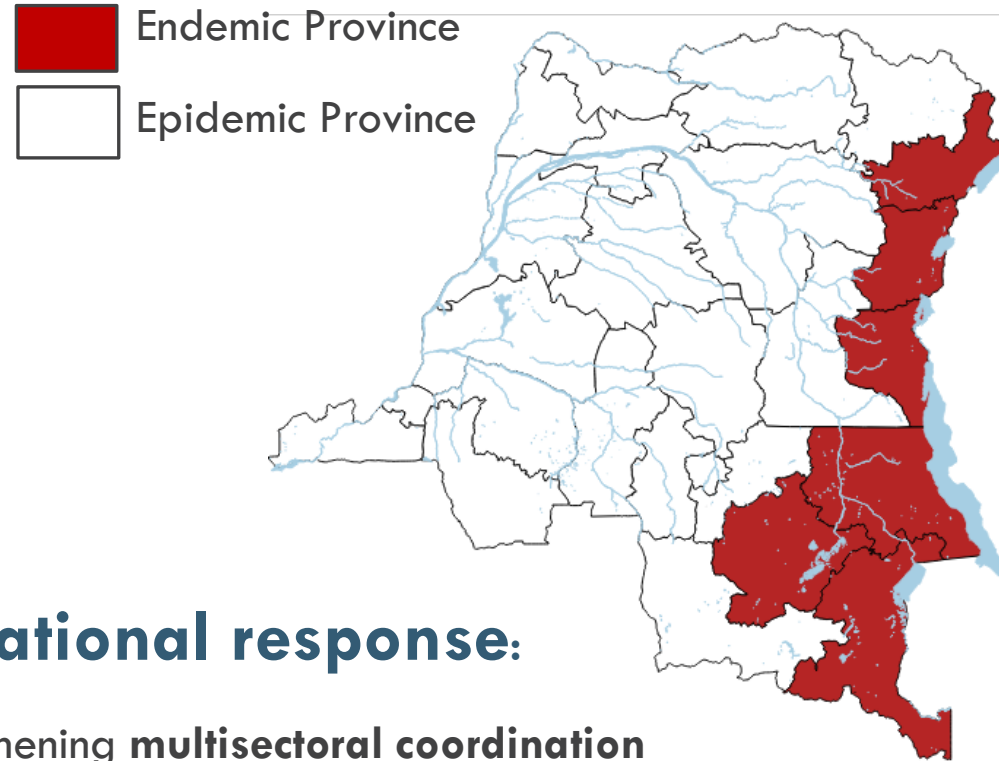 Endemic Province
Epidemic Province
ational response:
hening multisectoral coordination